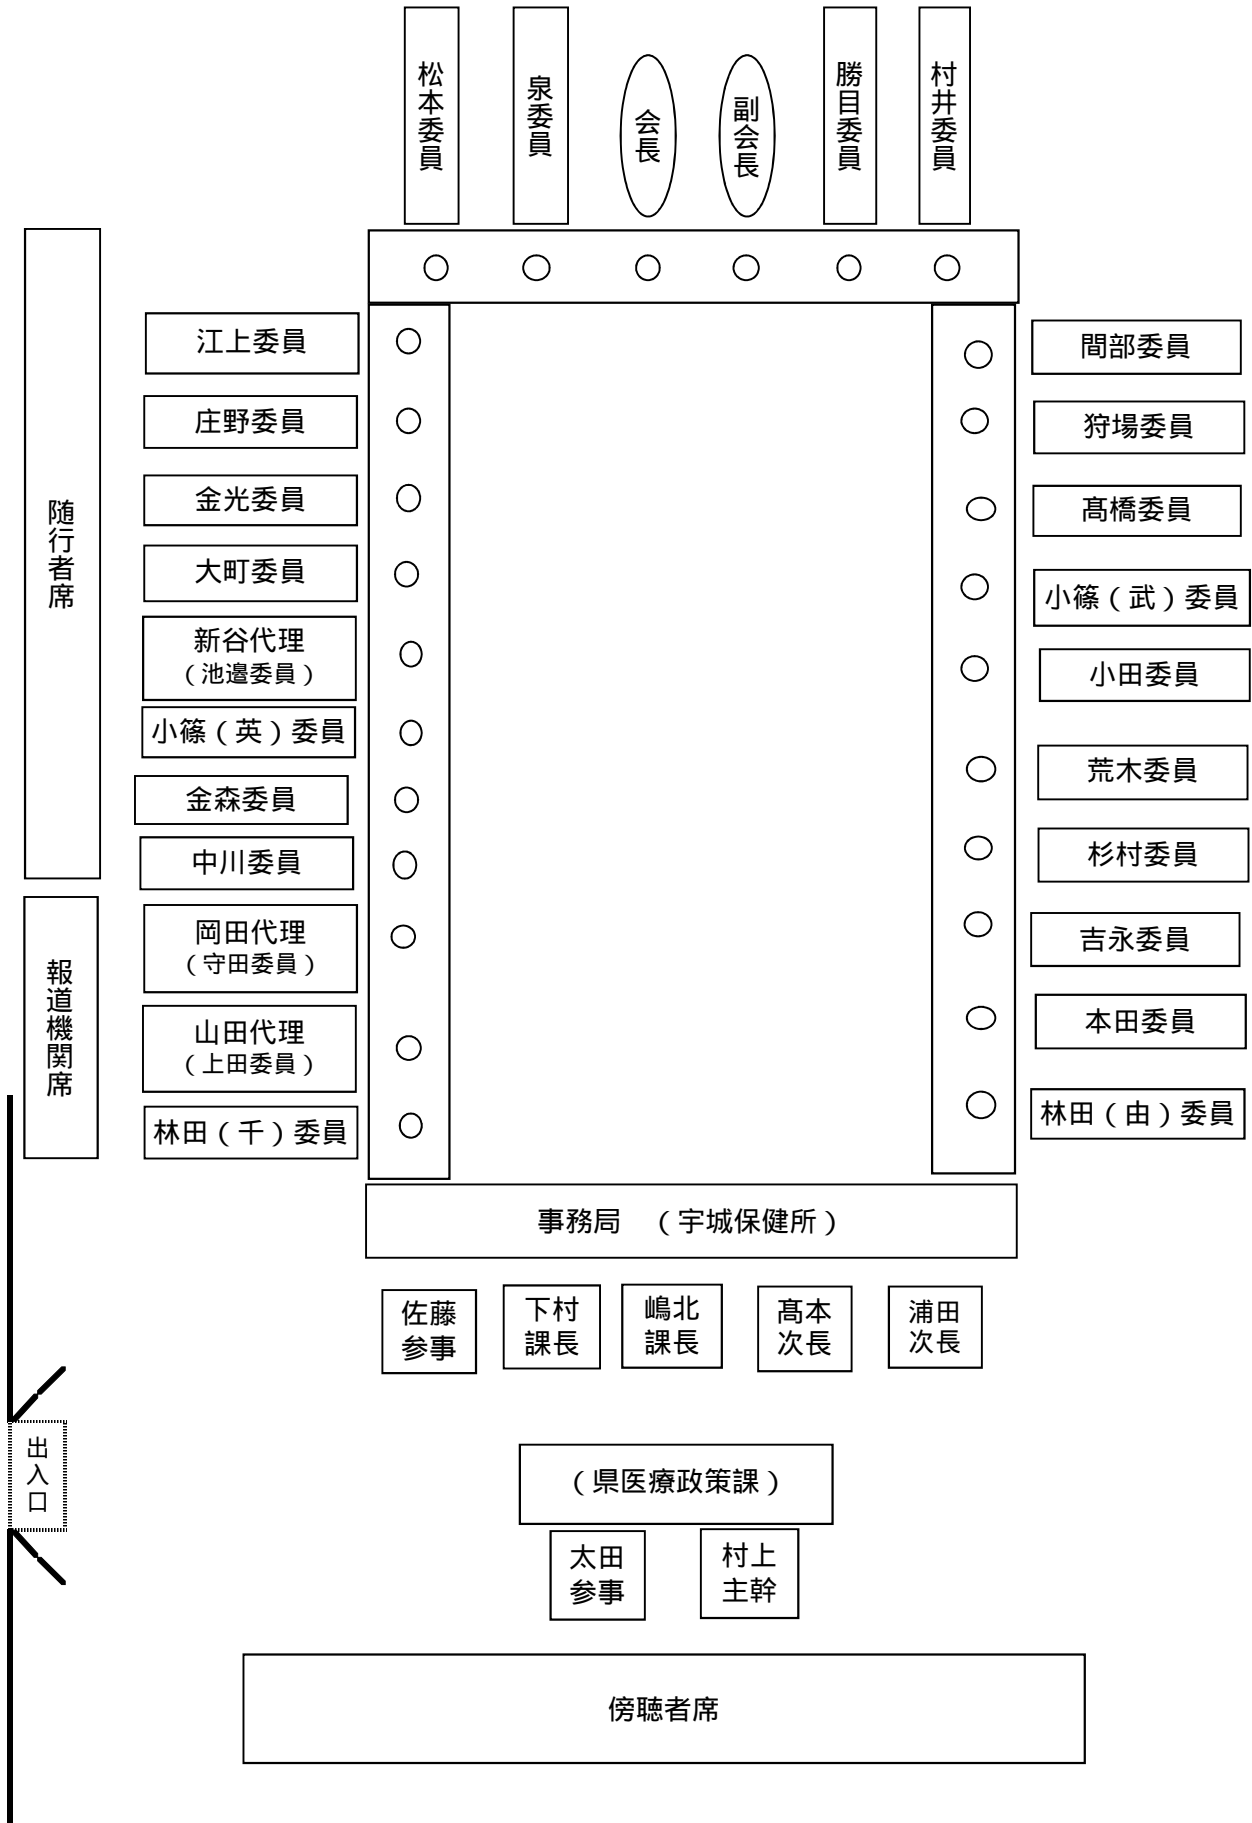 松本委員
泉委員
会長
副会長
勝目委員
村井委員
随行者席
報道機関席
江上委員
庄野委員
金光委員
大町委員
新谷代理
（池邉委員）
小篠（英）委員
金森委員
中川委員
岡田代理
（守田委員）
山田代理
（上田委員）
林田（千）委員
間部委員
狩場委員
髙橋委員
小篠（武）委員
小田委員
荒木委員
杉村委員
吉永委員
本田委員
林田（由）委員
事務局　（宇城保健所）
佐藤
参事
下村
課長
嶋北
課長
髙本
次長
浦田
次長
出入口
（県医療政策課）
太田
参事
村上
主幹
傍聴者席